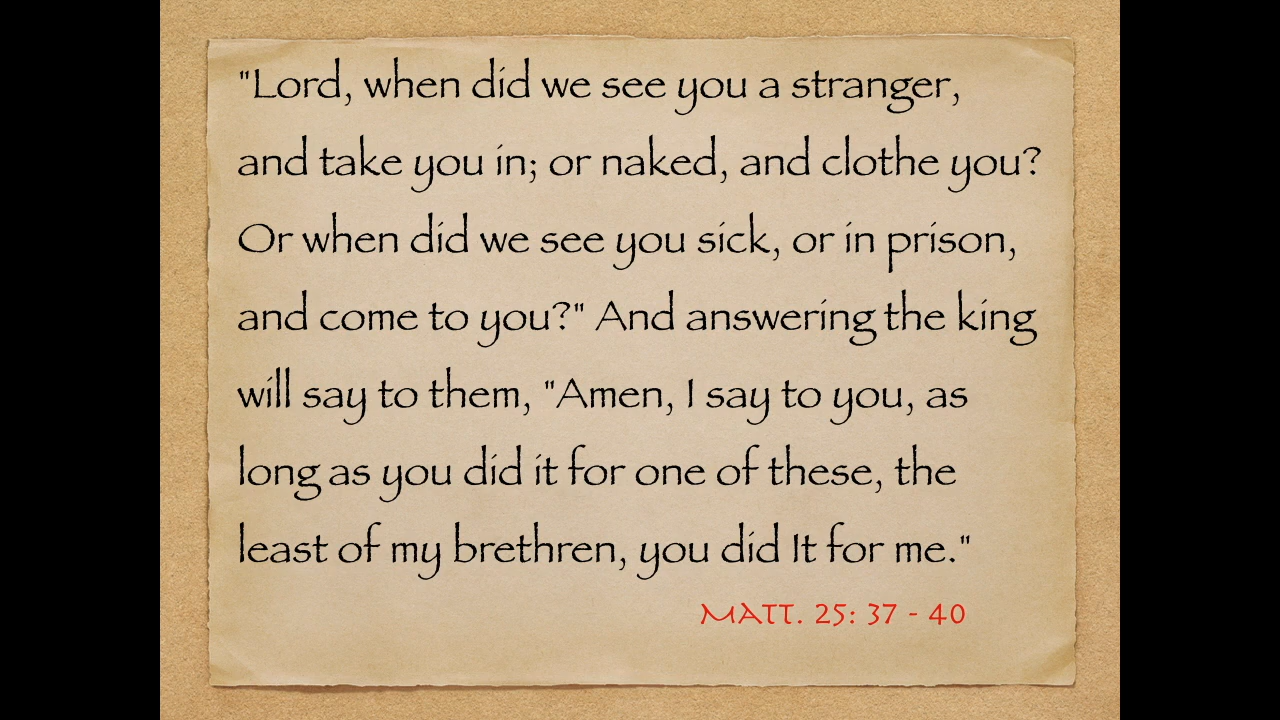 "Lord, when did we see you a stranger,
and take you in; or naked, and clothe you?
Or when did we see you sick, or in prison,
and come to you?" And answering the king
will say to them, "Amen, I say to you, as
long as you did it for one of these, the
least of my brethren, you did It for me."
Matt. 25: 37 - 40